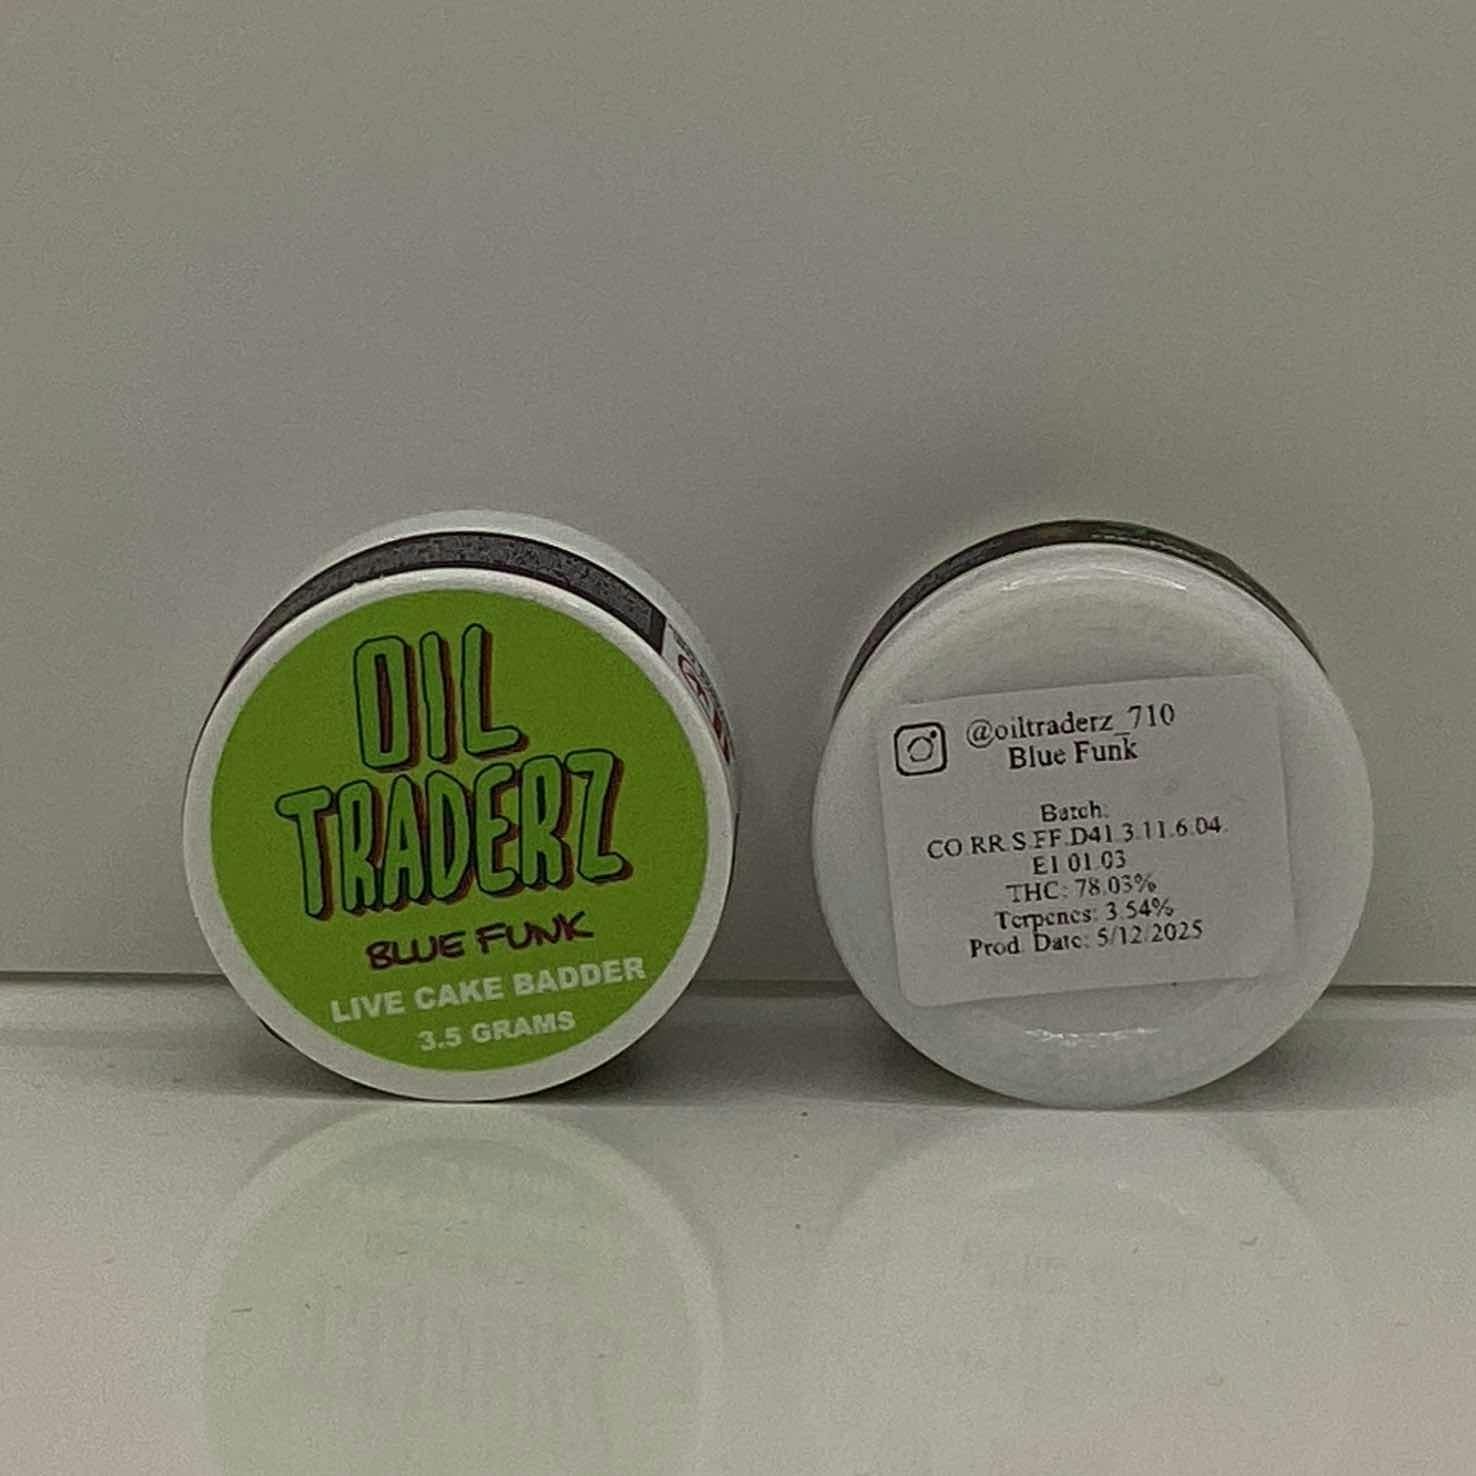 OIL
TRADERZ
BLUE FUNK
LIVE CAKE BADDER
3.5 GRAMS
@oiltraderz_710
Blue Funk
Batch:
CO.RR.S.FF.D41.3.11.6.04.
E1.01.03
THC: 78.03%
Terpenes: 3.54%
Prod. Date: 5/12/2025